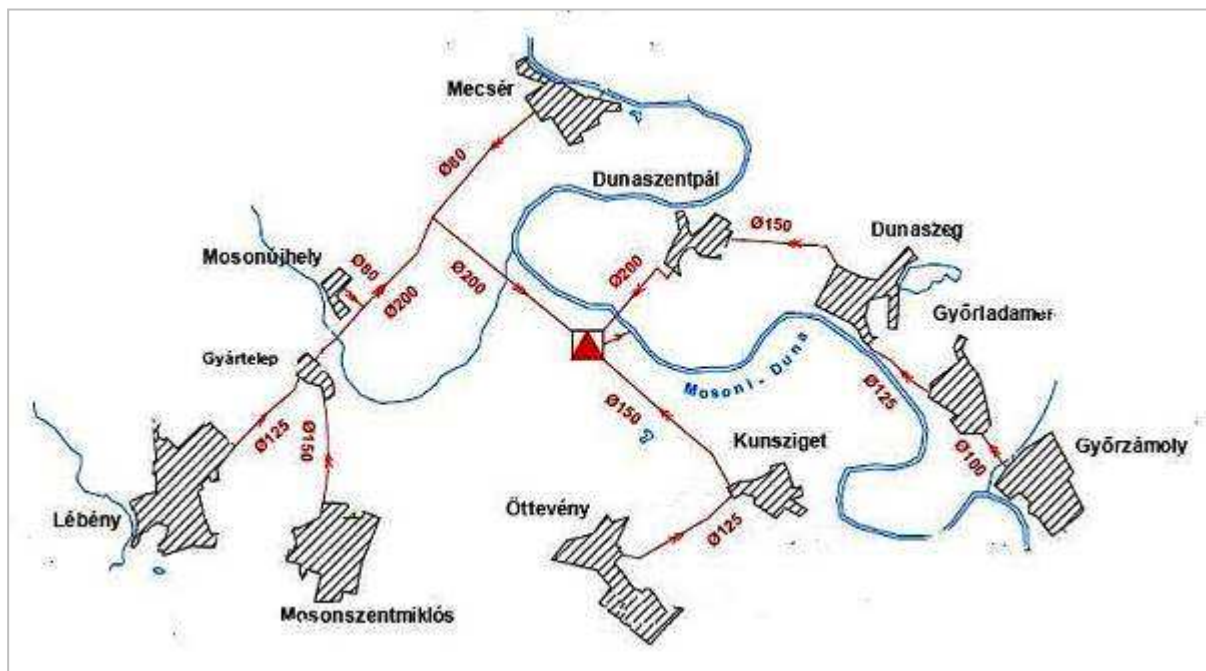 Mecsér
Ø80
Dunaszentpál
Ø150
Dunaszeg
Mosonújhely
Ø80
Ø200
Ø200
Ø200
Győrladamér
Gyártelep
Mosoni - Duna
Ø125
Ø150
Kunsziget
Ø125
Ø150
Ø100
Győrzámoly
Lébény
Öttevény
Ø125
Mosonszentmiklós